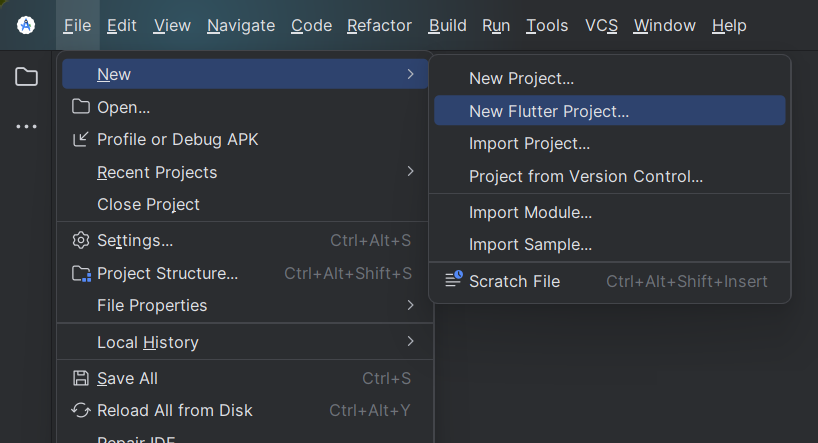 File Edit View Navigate Code Refactor Build Run Tools VCS Window Help
New
Open...
Profile or Debug APK
Recent Projects
Close Project
Settings... Ctrl+Alt+S
Project Structure... Ctrl+Alt+Shift+S
File Properties
Local History
Save All Ctrl+S
Reload All from Disk Ctrl+Alt+Y
Repair IDE
New Project...
New Flutter Project...
Import Project...
Project from Version Control...
Import Module...
Import Sample...
Scratch File Ctrl+Alt+Shift+Insert